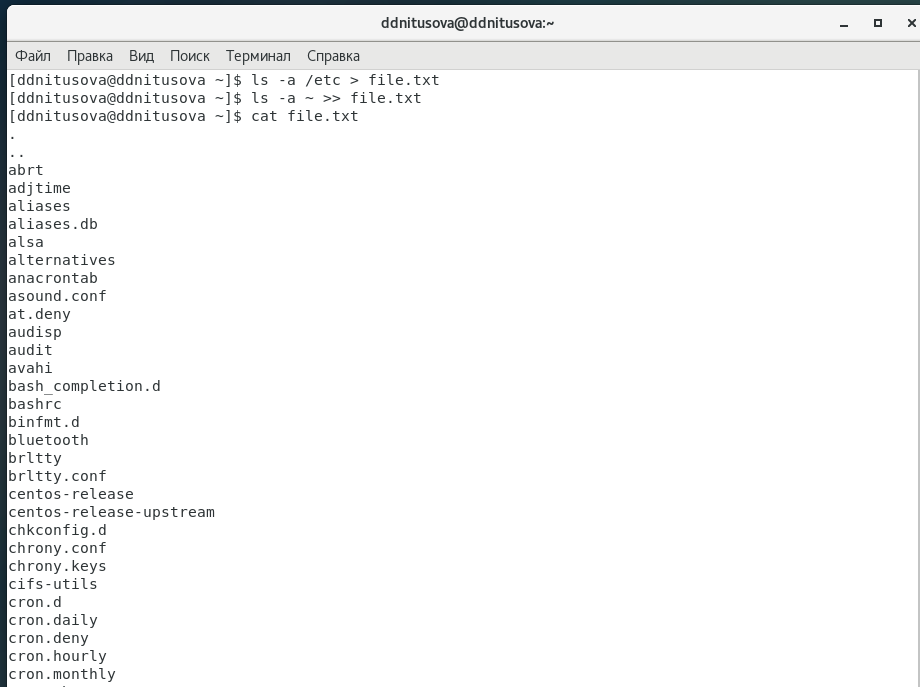 ddnitusova@ddnitusova:~
Файл Правка Вид Поиск Терминал Справка
[ddnitusova@ddnitusova ~]$ ls -a /etc > file.txt
[ddnitusova@ddnitusova ~]$ ls -a ~ >> file.txt
[ddnitusova@ddnitusova ~]$ cat file.txt
.
..
abrt
adjtime
aliases
aliases.db
alsa
alternatives
anacrontab
asound.conf
at.deny
audisp
audit
avahi
bash_completion.d
bashrc
binfmt.d
bluetooth
brltty
brltty.conf
centos-release
centos-release-upstream
chkconfig.d
chrony.conf
chrony.keys
cifs-utils
cron.d
cron.daily
cron.deny
cron.hourly
cron.monthly